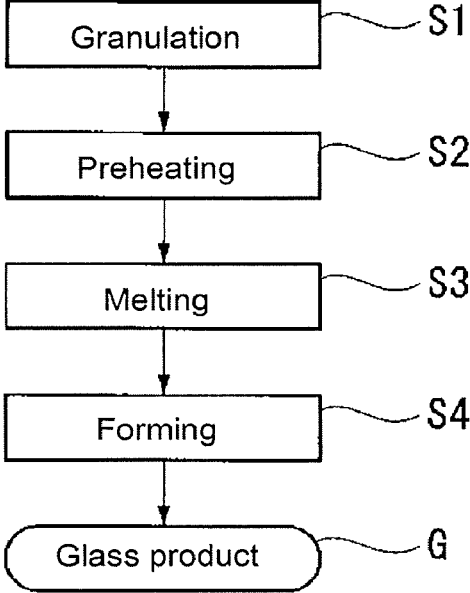 Granulation S1
Preheating S2
Melting S3
Forming S4
Glass product G